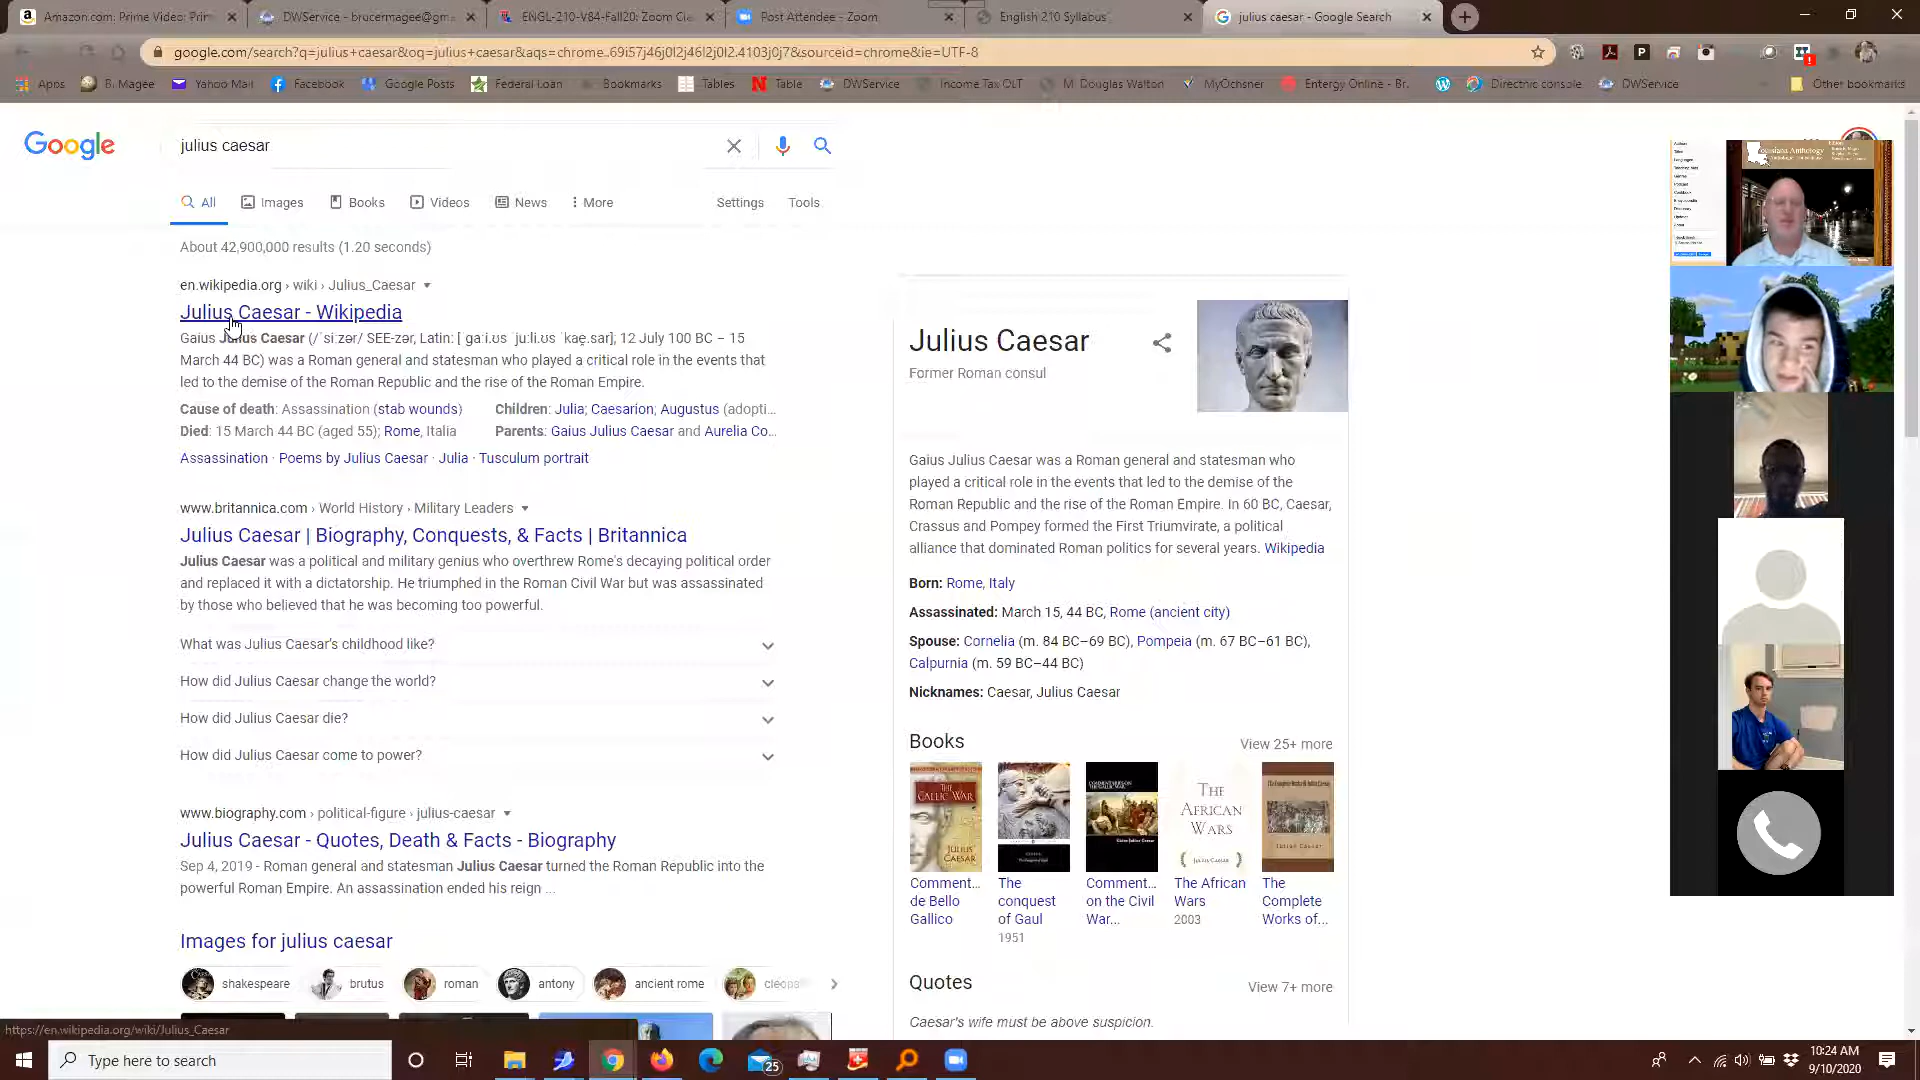 Amazon.com: Prime Video: Prim
DWService - brucermagee@gm
ENGL-210-V84-Fall20: Zoom Cla
Post Attendee - Zoom
English 210 Syllabus
julius caesar - Google Search
google.com/search?q=julius+caesar&oq=julius+caesar&aqs=chrome..69i57j46j0l2j46l2j0l2.4103j0j7&sourceid=chrome&ie=UTF-8
Apps
B. Magee
Yahoo Mail
Facebook
Google Posts
Federal Loan
Bookmarks
Tables
Table
DWService
Income Tax OLT
M. Douglas Walton
MyOchsner
Entergy Online - Br...
Directnic console
DWService
Other bookmarks
Google
julius caesar
All
Images
Books
Videos
News
More
Settings
Tools
About 42,900,000 results (1.20 seconds)
en.wikipedia.org › wiki › Julius_Caesar
Julius Caesar - Wikipedia
Gaius Julius Caesar (/ˈsiːzər/ SEE-zər, Latin: [ˈɡaːi.ʊs ˈjuːli.ʊs ˈkae̯.sar]; 12 July 100 BC – 15
March 44 BC) was a Roman general and statesman who played a critical role in the events that
led to the demise of the Roman Republic and the rise of the Roman Empire.
Cause of death: Assassination (stab wounds)
Children: Julia; Caesarion; Augustus (adopti...
Died: 15 March 44 BC (aged 55); Rome, Italia
Parents: Gaius Julius Caesar and Aurelia Co...
Assassination · Poems by Julius Caesar · Julia · Tusculum portrait
www.britannica.com › World History › Military Leaders
Julius Caesar | Biography, Conquests, & Facts | Britannica
Julius Caesar was a political and military genius who overthrew Rome's decaying political order
and replaced it with a dictatorship. He triumphed in the Roman Civil War but was assassinated
by those who believed that he was becoming too powerful.
What was Julius Caesar's childhood like?
How did Julius Caesar change the world?
How did Julius Caesar die?
How did Julius Caesar come to power?
www.biography.com › political-figure › julius-caesar
Julius Caesar - Quotes, Death & Facts - Biography
Sep 4, 2019 - Roman general and statesman Julius Caesar turned the Roman Republic into the
powerful Roman Empire. An assassination ended his reign ...
Images for julius caesar
shakespeare
brutus
roman
antony
ancient rome
cleopa
https://en.wikipedia.org/wiki/Julius_Caesar
Julius Caesar
Former Roman consul
Gaius Julius Caesar was a Roman general and statesman who
played a critical role in the events that led to the demise of the
Roman Republic and the rise of the Roman Empire. In 60 BC, Caesar,
Crassus and Pompey formed the First Triumvirate, a political
alliance that dominated Roman politics for several years. Wikipedia
Born: Rome, Italy
Assassinated: March 15, 44 BC, Rome (ancient city)
Spouse: Cornelia (m. 84 BC–69 BC), Pompeia (m. 67 BC–61 BC),
Calpurnia (m. 59 BC–44 BC)
Nicknames: Caesar, Julius Caesar
Books
View 25+ more
THE
GALLIC WAR
JULIUS
CAESAR
THE
AFRICAN
WARS
Comment...
de Bello
Gallico
The
conquest
of Gaul
1951
Comment...
on the Civil
War...
The African
Wars
2003
The
Complete
Works of...
Quotes
View 7+ more
Caesar's wife must be above suspicion.
Type here to search
25
10:24 AM
9/10/2020